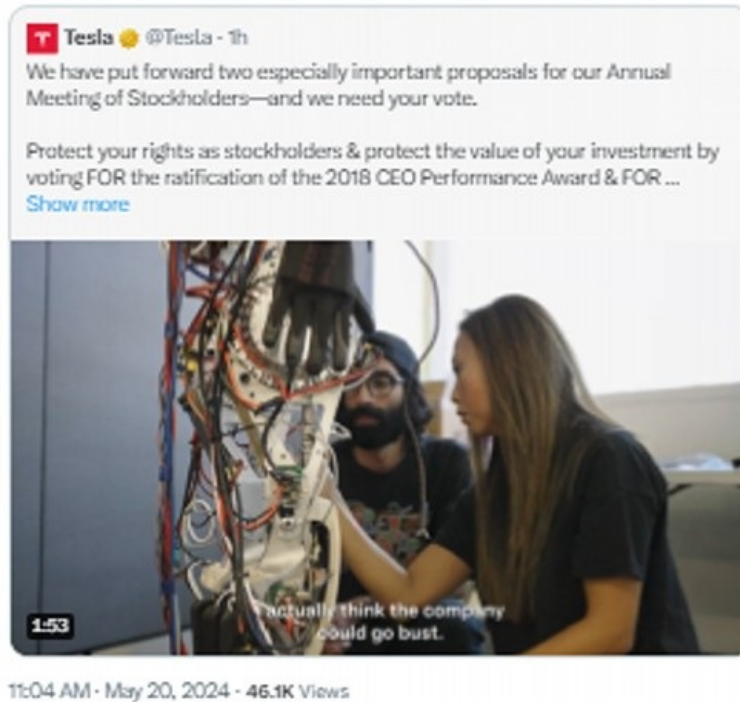 Tesla @Tesla · 1h
We have put forward two especially important proposals for our Annual
Meeting of Stockholders—and we need your vote.
Protect your rights as stockholders & protect the value of your investment by
voting FOR the ratification of the 2018 CEO Performance Award & FOR ...
Show more
I actually think the company
could go bust.
1:53
11:04 AM · May 20, 2024 · 46.1K Views